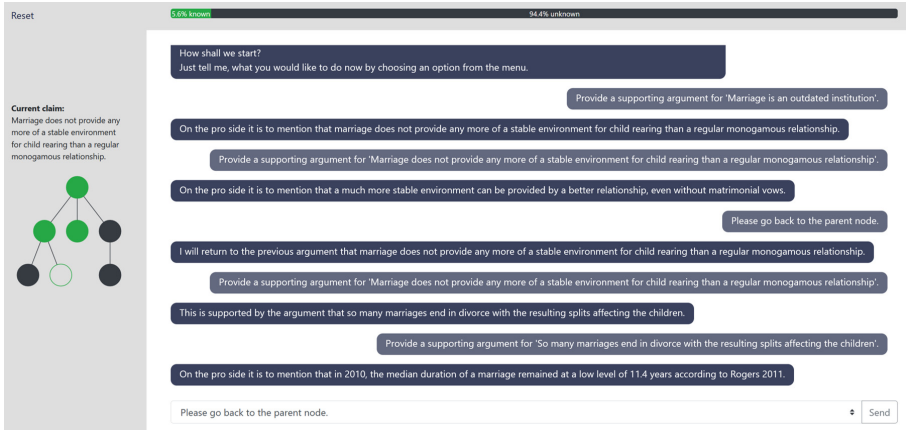 Reset
5.6% known
94.4% unknown
How shall we start?
Just tell me, what you would like to do now by choosing an option from the menu.
Provide a supporting argument for 'Marriage is an outdated institution'.
Current claim:
Marriage does not provide any
more of a stable environment
for child rearing than a regular
monogamous relationship.
On the pro side it is to mention that marriage does not provide any more of a stable environment for child rearing than a regular monogamous relationship.
Provide a supporting argument for 'Marriage does not provide any more of a stable environment for child rearing than a regular monogamous relationship'.
On the pro side it is to mention that a much more stable environment can be provided by a better relationship, even without matrimonial vows.
Please go back to the parent node.
I will return to the previous argument that marriage does not provide any more of a stable environment for child rearing than a regular monogamous relationship.
Provide a supporting argument for 'Marriage does not provide any more of a stable environment for child rearing than a regular monogamous relationship'.
This is supported by the argument that so many marriages end in divorce with the resulting splits affecting the children.
Provide a supporting argument for 'So many marriages end in divorce with the resulting splits affecting the children'.
On the pro side it is to mention that in 2010, the median duration of a marriage remained at a low level of 11.4 years according to Rogers 2011.
Please go back to the parent node.
Send